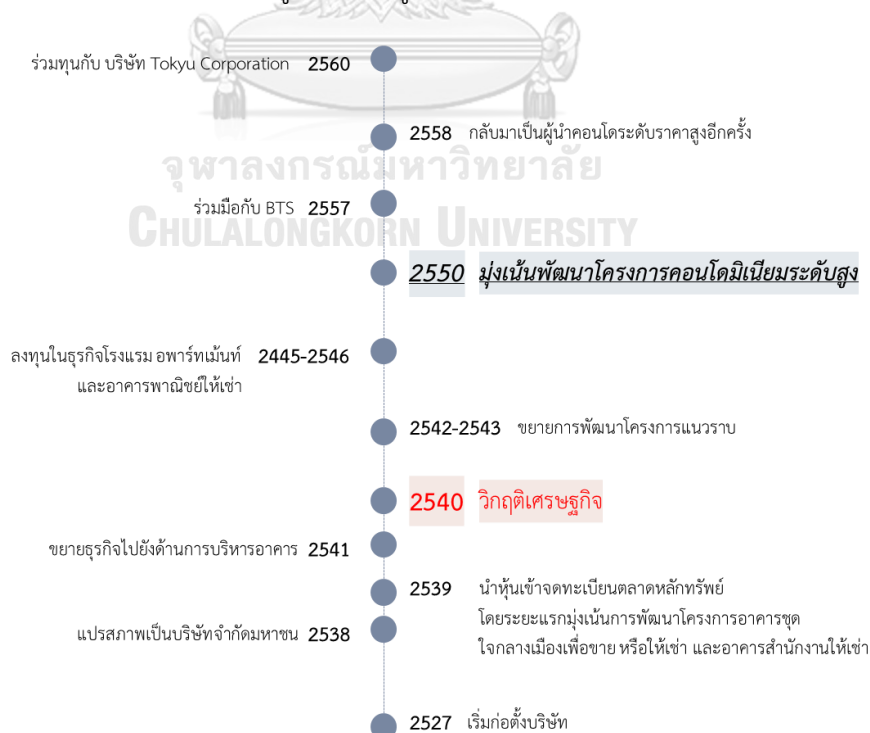 ร่วมทุนกับ บริษัท Tokyu Corporation 2560
2558 กลับมาเป็นผู้นำคอนโดระดับราคาสูงอีกครั้ง
จุฬาลงกรณ์มหาวิทยาลัย
ร่วมมือกับ BTS 2557
CHULALONGKORN UNIVERSITY
2550 มุ่งเน้นพัฒนาโครงการคอนโดมิเนียมระดับสูง
ลงทุนในธุรกิจโรงแรม อพาร์ทเม้นท์ 2445-2546
และอาคารพาณิชย์ให้เช่า
2542-2543 ขยายการพัฒนาโครงการแนวราบ
2540 วิกฤติเศรษฐกิจ
ขยายธุรกิจไปยังด้านการบริหารอาคาร 2541
2539 นำหุ้นเข้าจดทะเบียนตลาดหลักทรัพย์
โดยระยะแรกมุ่งเน้นการพัฒนาโครงการอาคารชุด
แปรสภาพเป็นบริษัทจำกัดมหาชน 2538
ใจกลางเมืองเพื่อขาย หรือให้เช่า และอาคารสำนักงานให้เช่า
2527 เริ่มก่อตั้งบริษัท